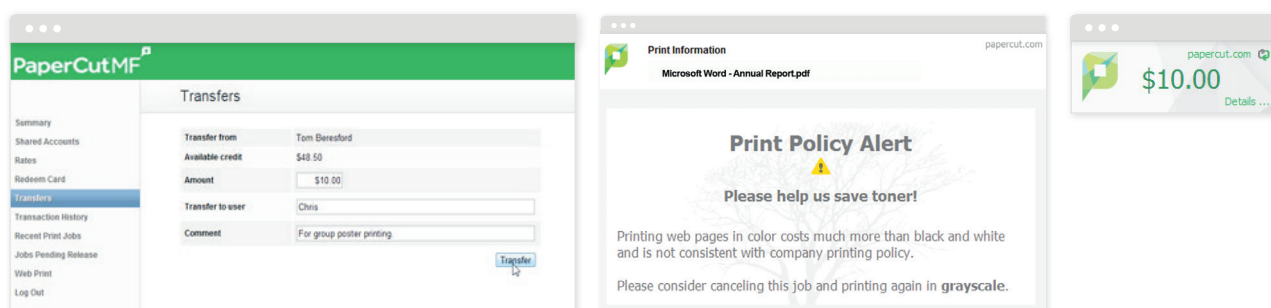 PaperCutMF
Transfers
Summary
Shared Accounts
Rates
Redeem Card
Transfers
Transaction History
Recent Print Jobs
Jobs Pending Release
Web Print
Log Out
Transfer from Tom Beresford
Available credit $48.50
Amount $10.00
Transfer to user Chris
Comment For group poster printing.
Transfer
Print Information
papercut.com
Microsoft Word - Annual Report.pdf
Print Policy Alert
Please help us save toner!
Printing web pages in color costs much more than black and white
and is not consistent with company printing policy.
Please consider canceling this job and printing again in grayscale.
papercut.com
$10.00
Details ...